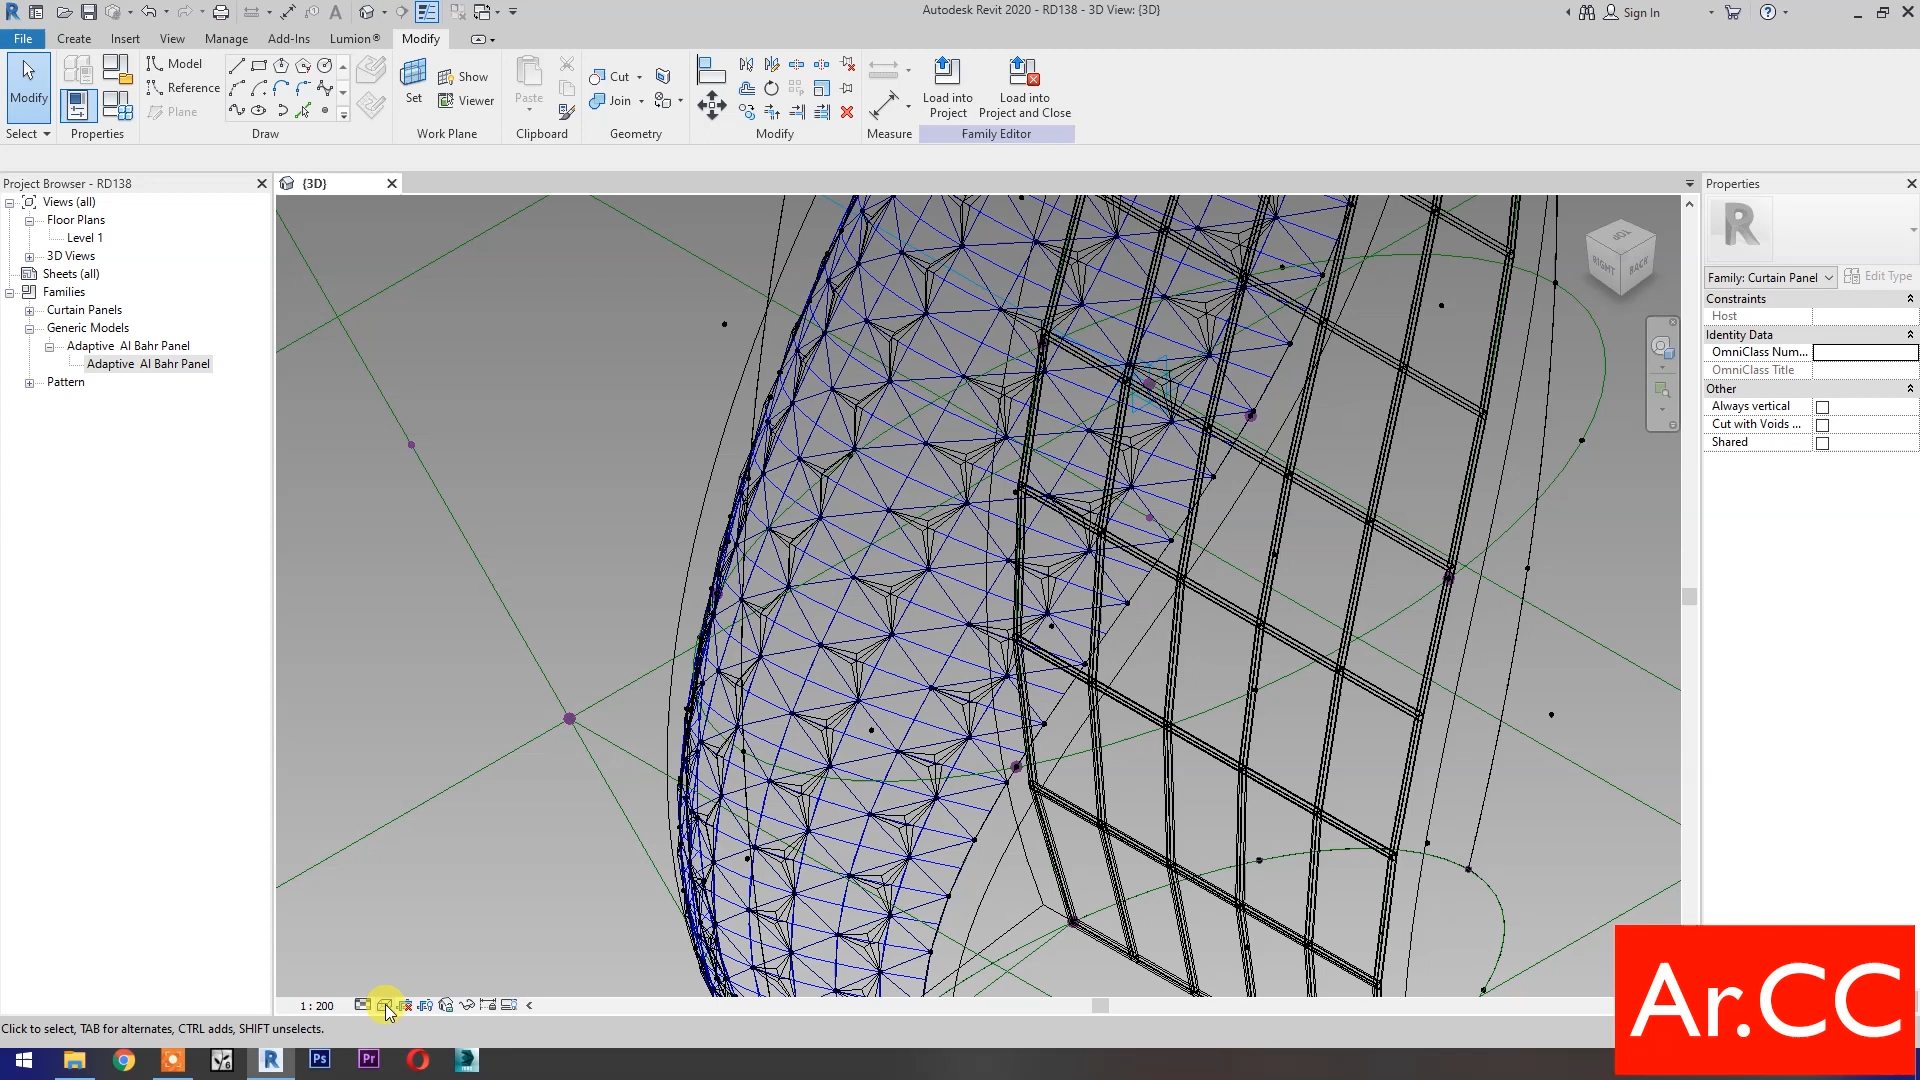 Autodesk Revit 2020 - RD138 - 3D View: {3D}
Sign In
File
Create
Insert
View
Manage
Add-Ins
Lumion®
Modify
Modify
Select
Properties
Model
Reference
Plane
Draw
Set
Show
Viewer
Work Plane
Paste
Clipboard
Cut
Join
Geometry
Modify
Measure
Load into
Project
Load into
Project and Close
Family Editor
Project Browser - RD138
Views (all)
Floor Plans
Level 1
3D Views
Sheets (all)
Families
Curtain Panels
Generic Models
Adaptive Al Bahr Panel
Adaptive Al Bahr Panel
Pattern
{3D}
TOP
RIGHT
BACK
Properties
R
Family: Curtain Panel
Edit Type
Constraints
Host
Identity Data
OmniClass Num...
OmniClass Title
Other
Always vertical
Cut with Voids ...
Shared
1 : 200
Click to select, TAB for alternates, CTRL adds, SHIFT unselects.
Ar.CC
R
Ps
Pr